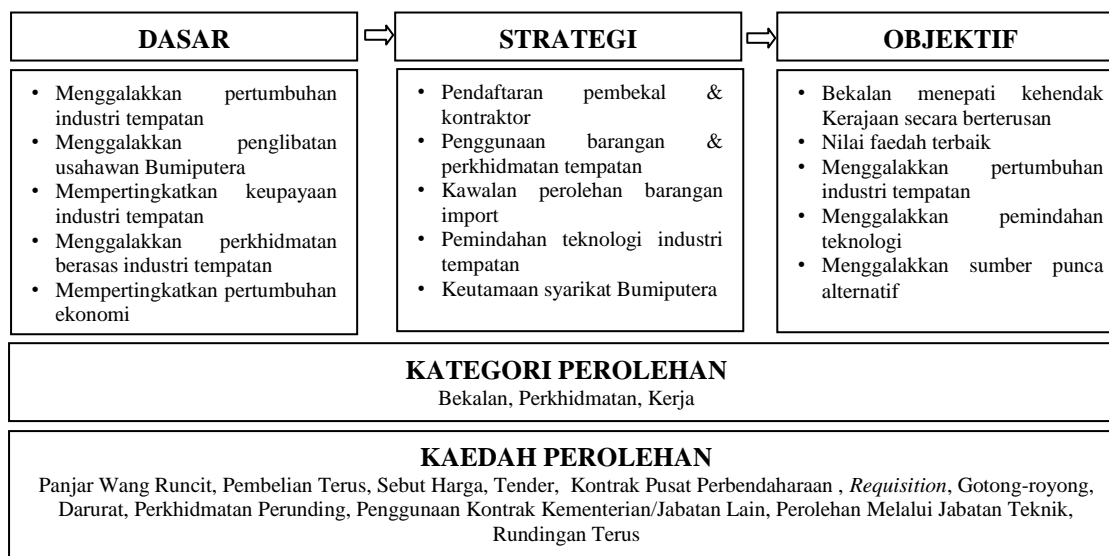 DASAR
STRATEGI
OBJEKTIF
• Menggalakkan pertumbuhan
industri tempatan
• Menggalakkan penglibatan
usahawan Bumiputera
• Mempertingkatkan keupayaan
industri tempatan
• Menggalakkan perkhidmatan
berasas industri tempatan
• Mempertingkatkan pertumbuhan
ekonomi
• Pendaftaran pembekal &
kontraktor
• Penggunaan barangan &
perkhidmatan tempatan
• Kawalan perolehan barangan
import
• Pemindahan teknologi industri
tempatan
• Keutamaan syarikat Bumiputera
• Bekalan menepati kehendak
Kerajaan secara berterusan
• Nilai faedah terbaik
• Menggalakkan pertumbuhan
industri tempatan
• Menggalakkan pemindahan
teknologi
• Menggalakkan sumber punca
alternatif
KATEGORI PEROLEHAN
Bekalan, Perkhidmatan, Kerja
KAEDAH PEROLEHAN
Panjar Wang Runcit, Pembelian Terus, Sebut Harga, Tender, Kontrak Pusat Perbendaharaan , Requisition, Gotong-royong,
Darurat, Perkhidmatan Perunding, Penggunaan Kontrak Kementerian/Jabatan Lain, Perolehan Melalui Jabatan Teknik,
Rundingan Terus